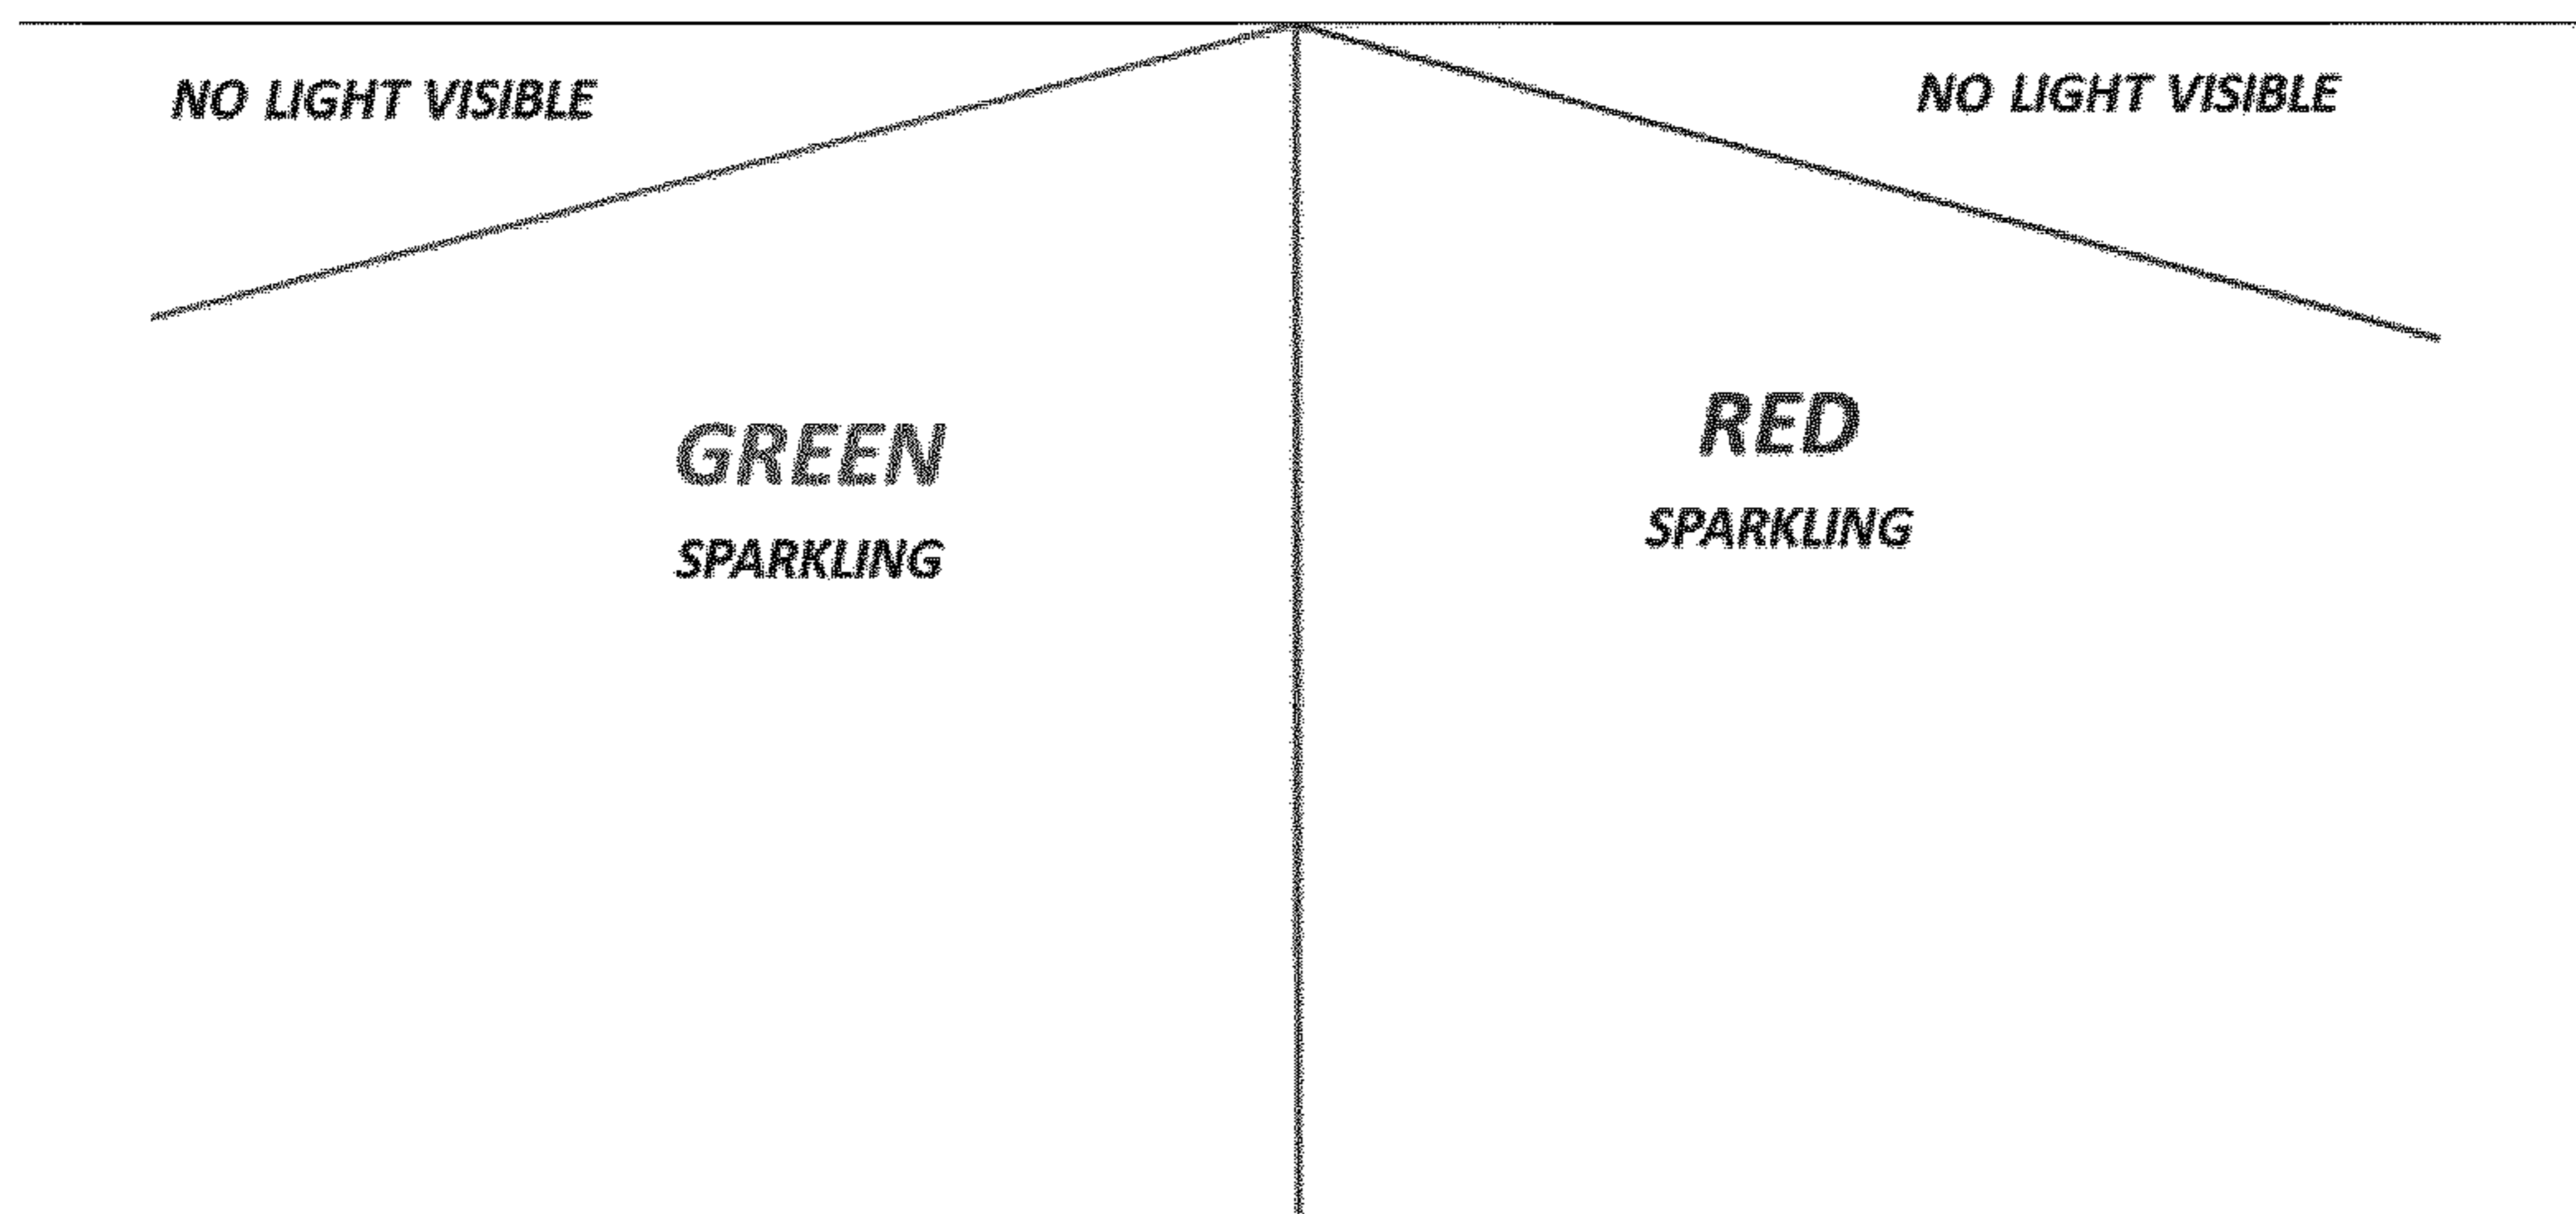 NO LIGHT VISIBLE
NO LIGHT VISIBLE
GREEN
SPARKLING
RED
SPARKLING